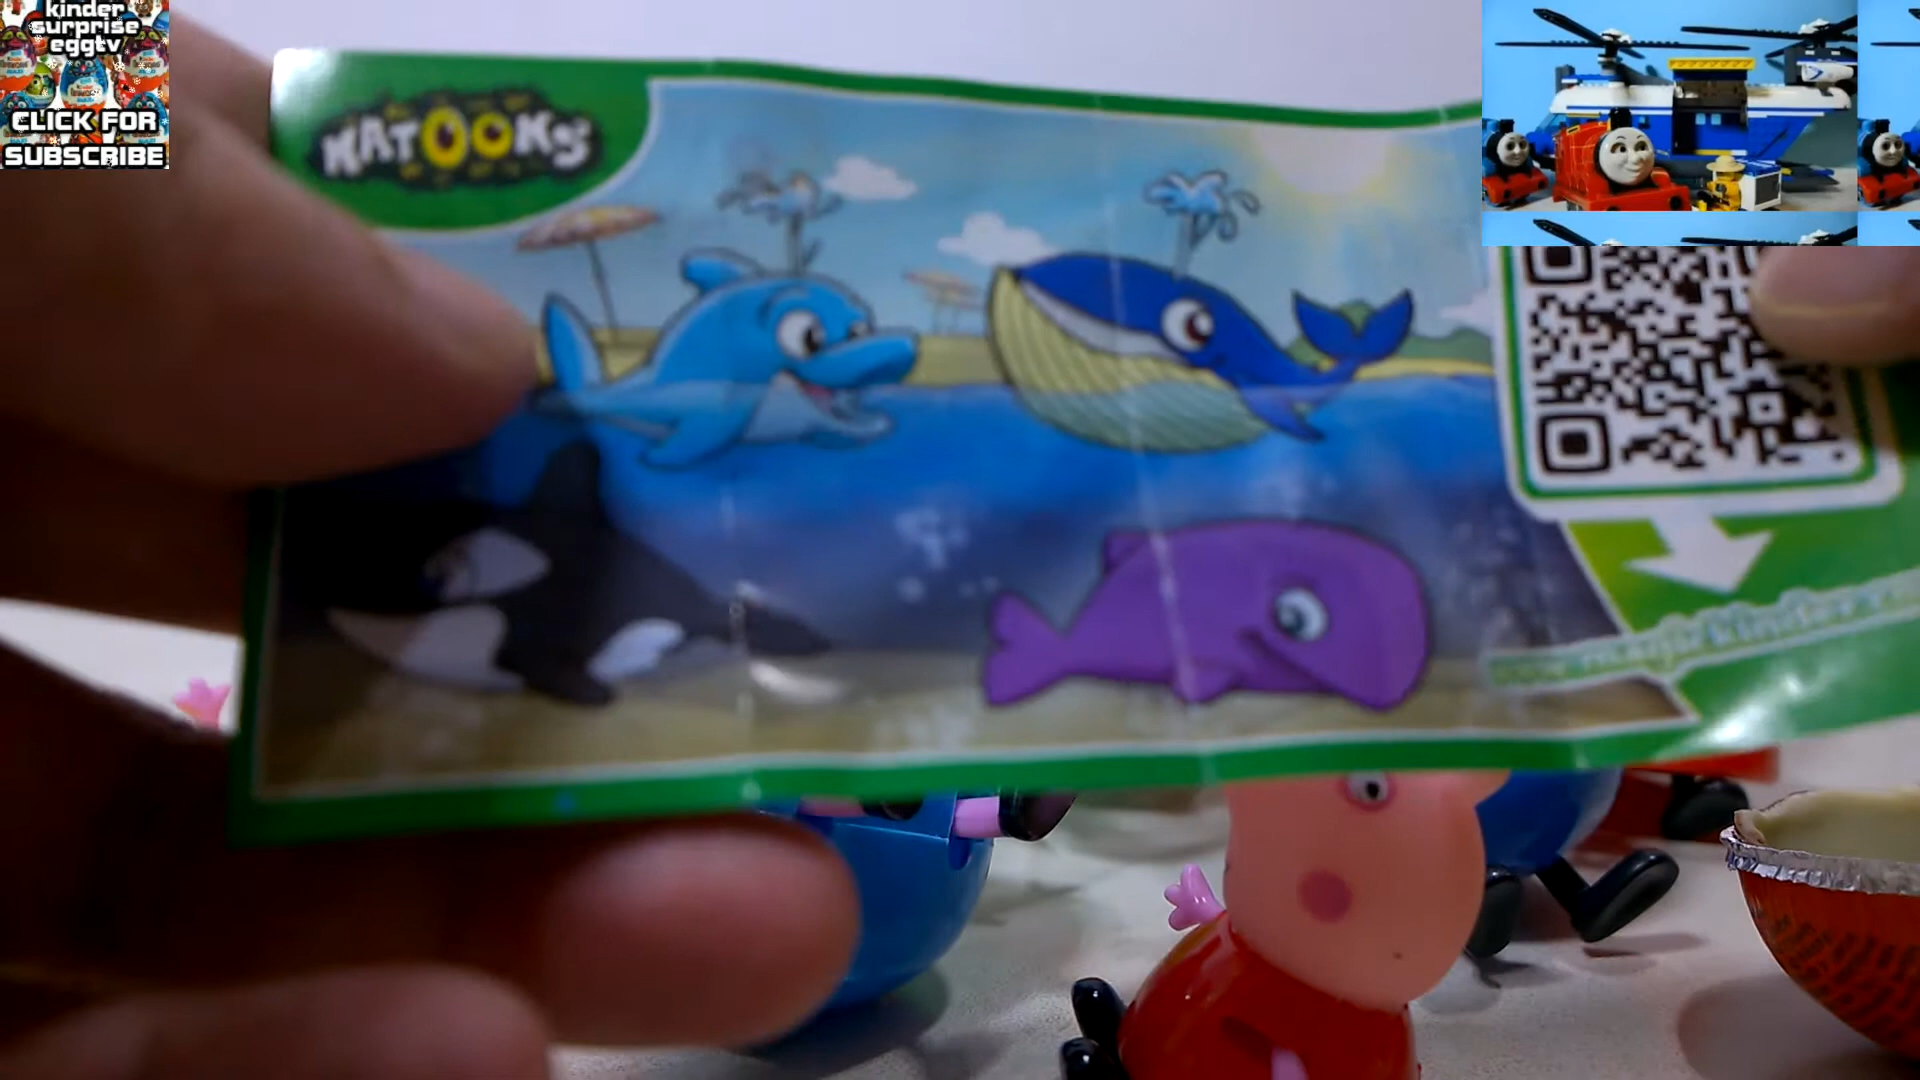 kinder
surprise
eggtv
CLICK FOR
SUBSCRIBE
NATOONS